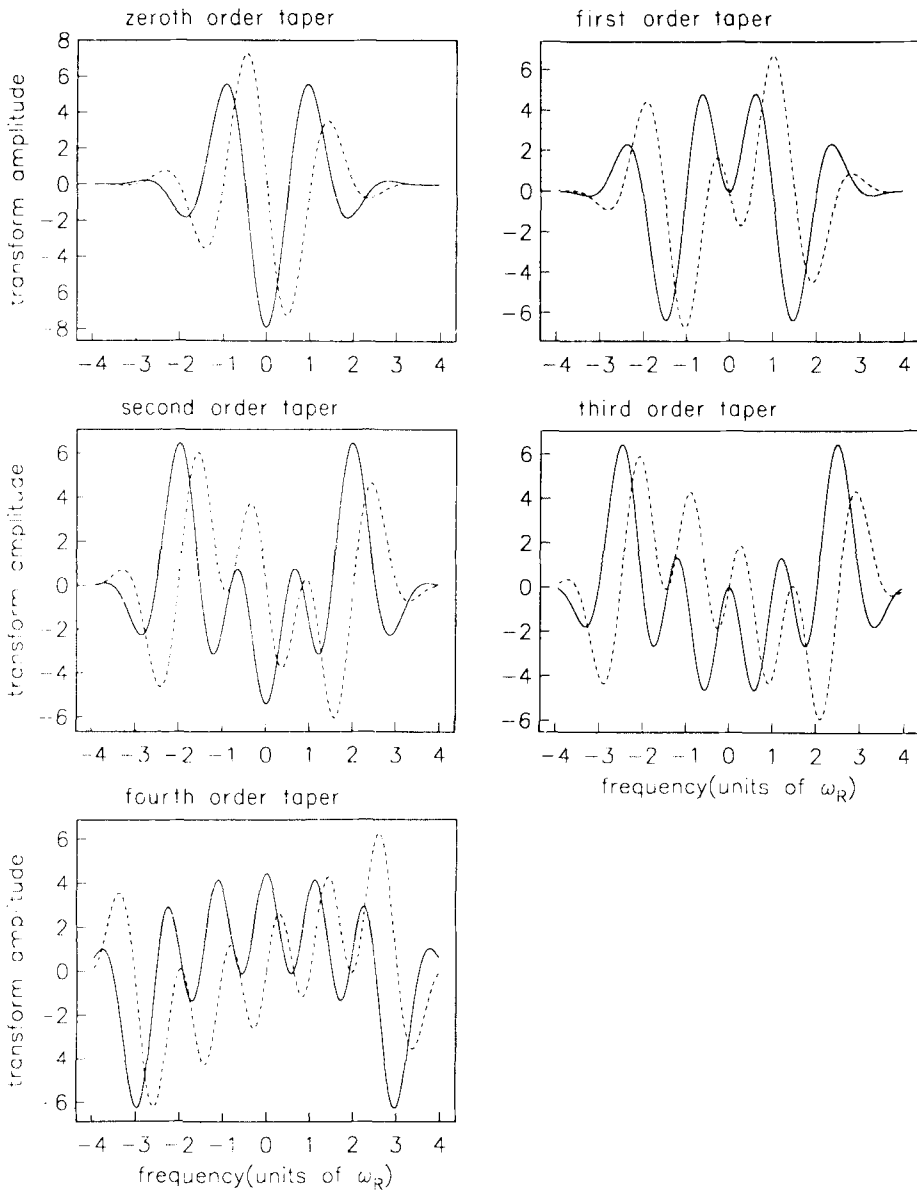 zeroth order taper
first order taper
transform amplitude
8
6
4
2
0
-2
-4
-6
-8
-4 -3 -2 -1 0 1 2 3 4
6
4
2
0
-2
-4
-6
-4 -3 -2 -1 0 1 2 3 4
second order taper
third order taper
transform amplitude
6
4
2
0
-2
-4
-6
-4 -3 -2 -1 0 1 2 3 4
6
4
2
0
-2
-4
-6
-4 -3 -2 -1 0 1 2 3 4
frequency(units of ω_R)
fourth order taper
transform amplitude
6
4
2
0
-2
-4
-6
-4 -3 -2 -1 0 1 2 3 4
frequency(units of ω_R)